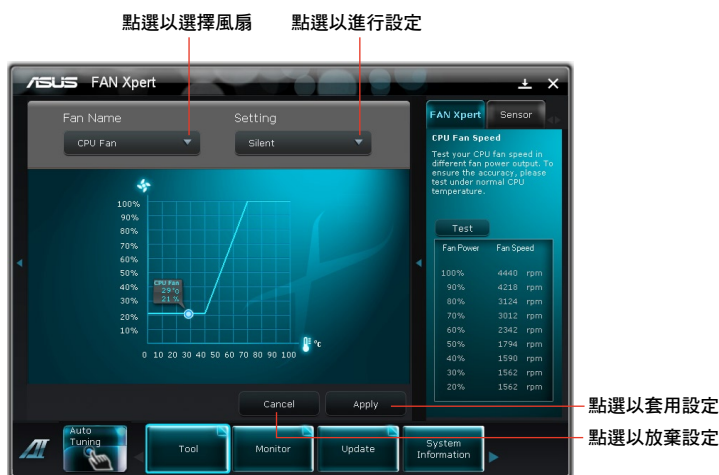 點選以選擇風扇 點選以進行設定
ASUS FAN Xpert
Fan Name Setting
CPU Fan Silent
100%
90%
80%
70%
60%
50%
40%
30%
20%
10%
CPU Fan
29°C
21%
0 10 20 30 40 50 60 70 80 90 100
°C
Cancel Apply
FAN Xpert Sensor
CPU Fan Speed
Test your CPU fan speed in
different fan power output. To
ensure the accuracy, please
test under normal CPU
temperature.
Test
Fan Power Fan Speed
100% 4440 rpm
90% 4218 rpm
80% 3124 rpm
70% 3012 rpm
60% 2342 rpm
50% 1794 rpm
40% 1590 rpm
30% 1562 rpm
20% 1562 rpm
點選以套用設定
點選以放棄設定
Auto
Tuning
Tool Monitor Update System
Information